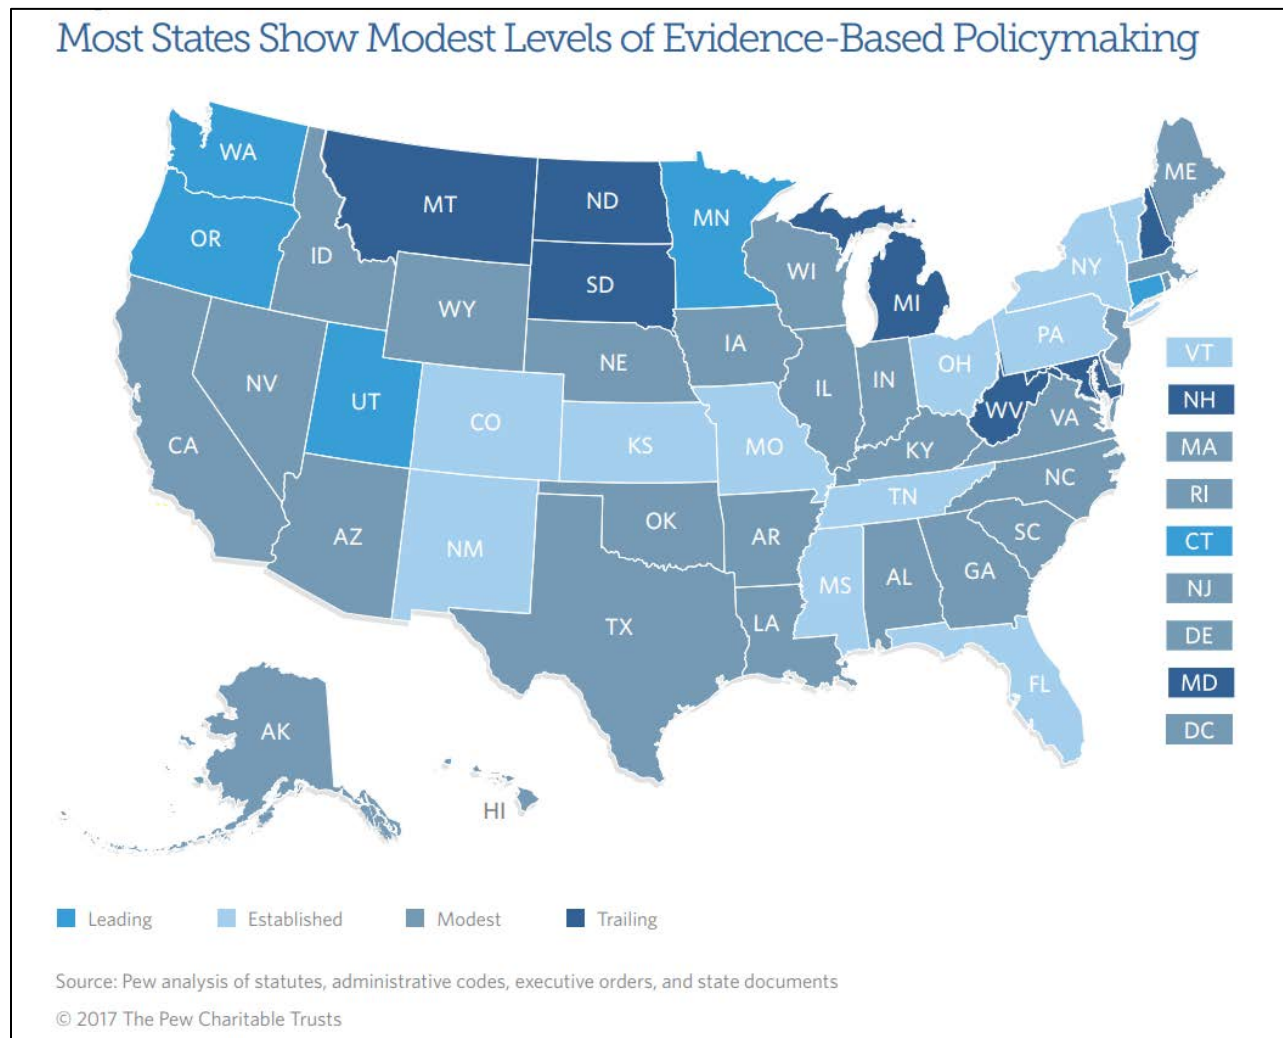 Most States Show Modest Levels of Evidence-Based Policymaking
WA
MT
ND
MN
ME
OR
ID
SD
WI
NY
WY
MI
IA
PA
NE
OH
VT
NV
UT
IL
IN
NH
CO
WV
VA
CA
KS
MO
KY
MA
NC
TN
RI
AZ
OK
SC
NM
AR
CT
MS
AL
GA
NJ
TX
LA
DE
FL
MD
AK
DC
HI
Leading
Established
Modest
Trailing
Source: Pew analysis of statutes, administrative codes, executive orders, and state documents
© 2017 The Pew Charitable Trusts